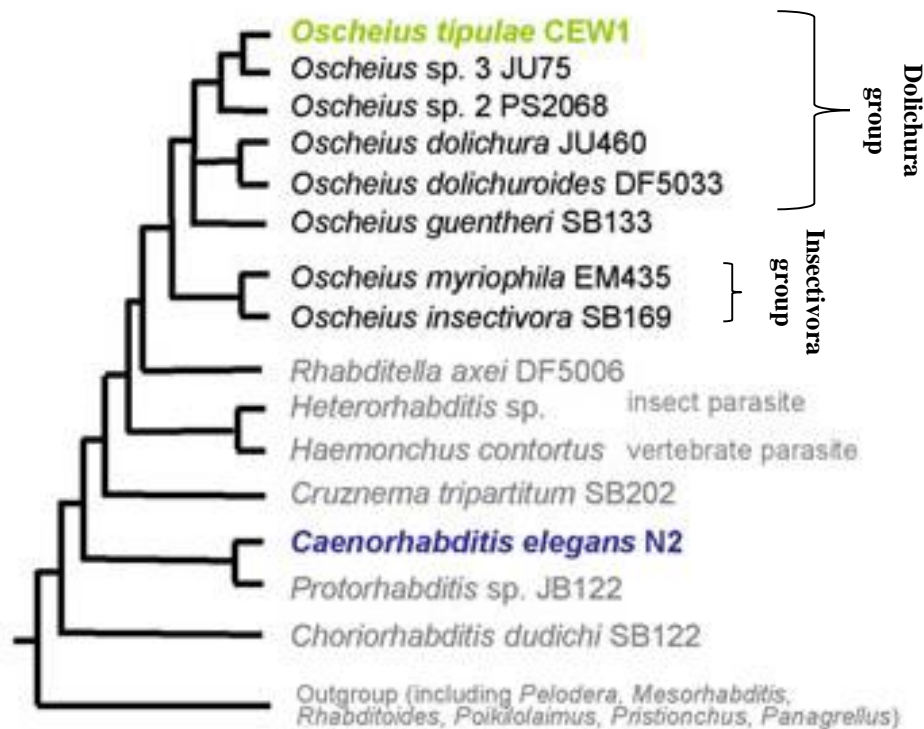 Oscheius tipulae CEW1
Oscheius sp. 3 JU75
Oscheius sp. 2 PS2068
Oscheius dolichura JU460
Oscheius dolichuroides DF5033
Oscheius guentheri SB133
Dolichura
group
Oscheius myriophila EM435
Oscheius insectivora SB169
Insectivora
group
Rhabditella axei DF5006
Heterorhabditis sp. insect parasite
Haemonchus contortus vertebrate parasite
Cruznema tripartitum SB202
Caenorhabditis elegans N2
Protorhabditis sp. JB122
Choriorhabditis dudichi SB122
Outgroup (including Pelodera, Mesorhabditis,
Rhabditoides, Poikilolaimus, Pristionchus, Panagrellus)